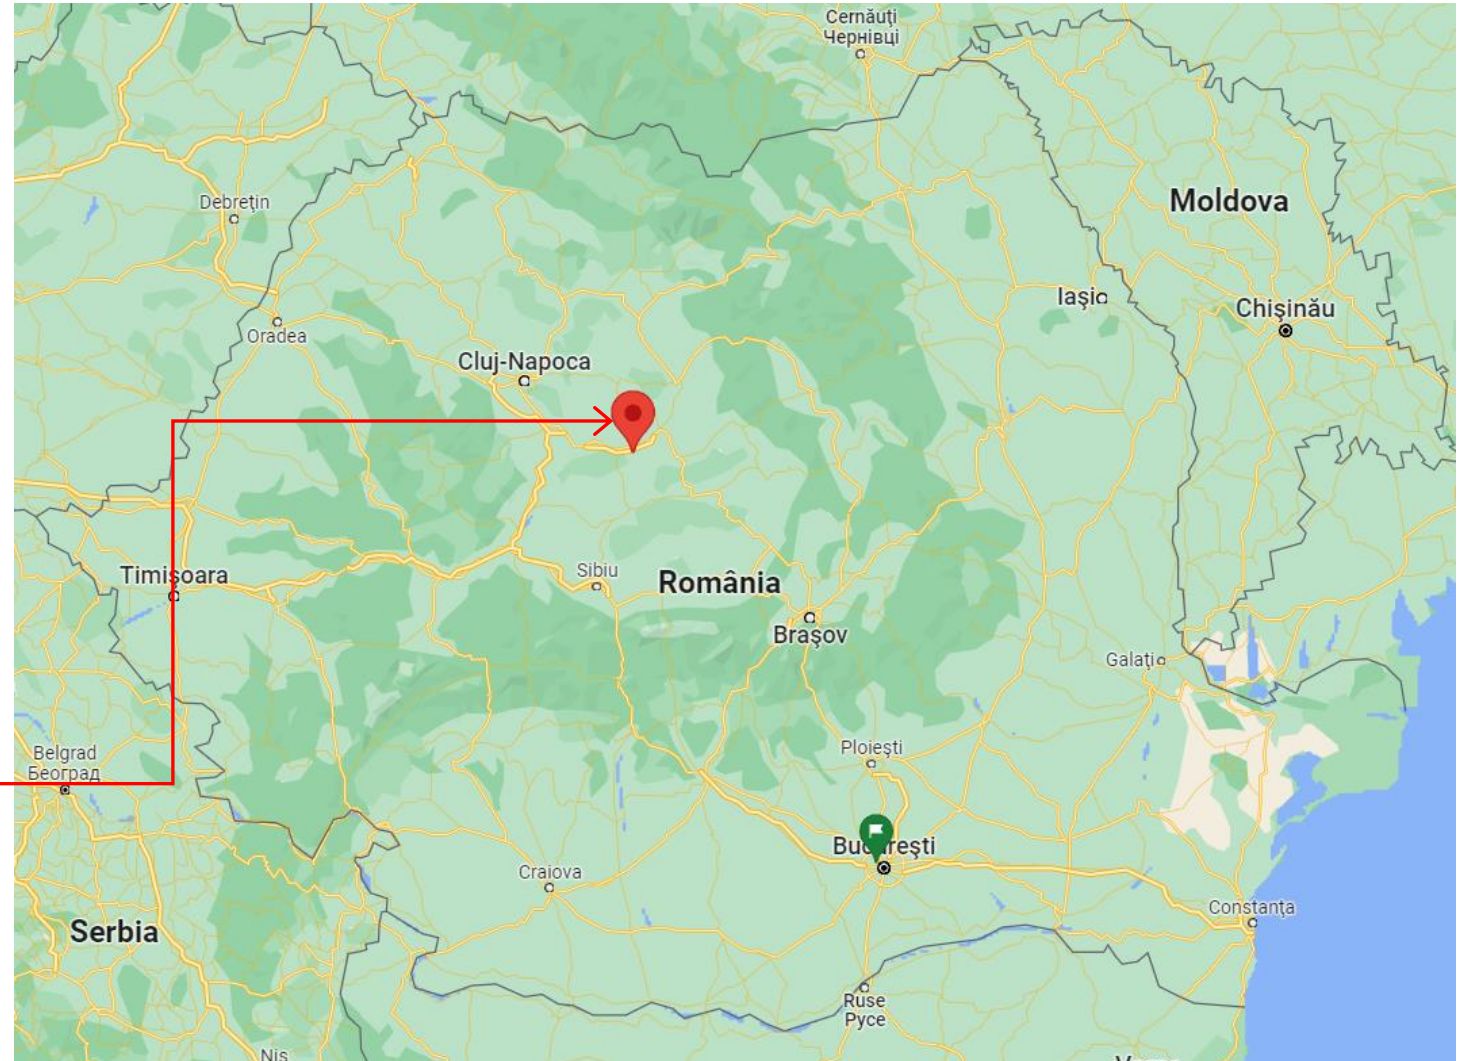 Cernăuți
Чернівці
Moldova
Debrețin
Iași
Chișinău
Oradea
Cluj-Napoca
Timișoara
Sibiu
România
Brașov
Galați
Belgrad
Београд
Ploiești
București
Craiova
Constanța
Serbia
Ruse
Русе
Niš